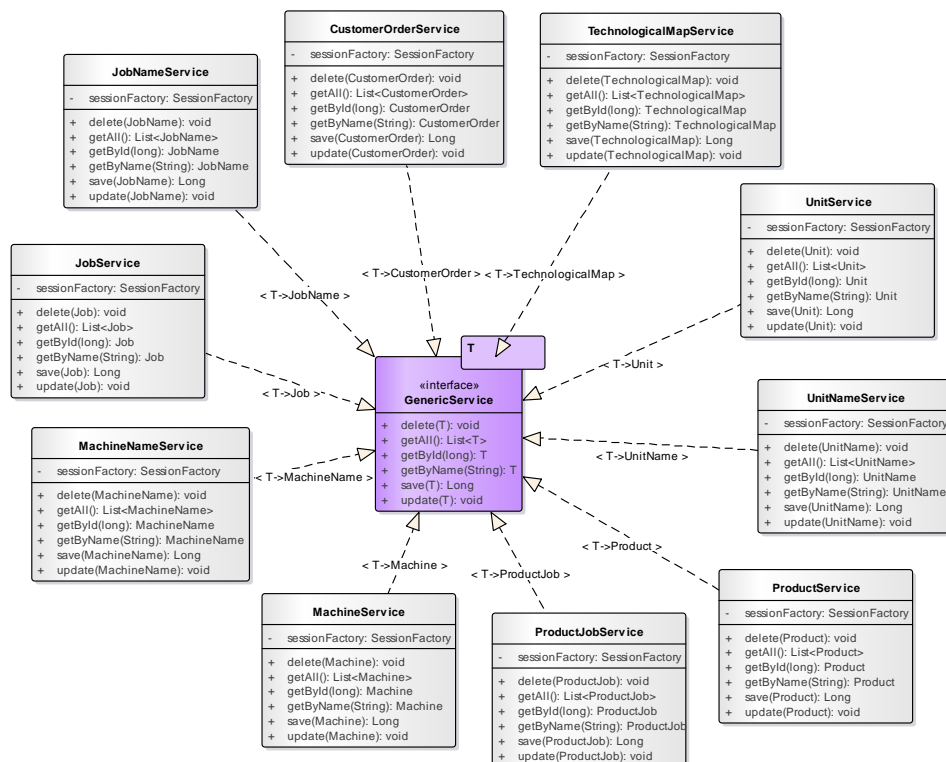 CustomerOrderService
- sessionFactory: SessionFactory
+ delete(CustomerOrder): void
+ getAll(): List<CustomerOrder>
+ getById(long): CustomerOrder
+ getByName(String): CustomerOrder
+ save(CustomerOrder): Long
+ update(CustomerOrder): void
TechnologicalMapService
- sessionFactory: SessionFactory
+ delete(TechnologicalMap): void
+ getAll(): List<TechnologicalMap>
+ getById(long): TechnologicalMap
+ getByName(String): TechnologicalMap
+ save(TechnologicalMap): Long
+ update(TechnologicalMap): void
JobNameService
- sessionFactory: SessionFactory
+ delete(JobName): void
+ getAll(): List<JobName>
+ getById(long): JobName
+ getByName(String): JobName
+ save(JobName): Long
+ update(JobName): void
UnitService
- sessionFactory: SessionFactory
+ delete(Unit): void
+ getAll(): List<Unit>
+ getById(long): Unit
+ getByName(String): Unit
+ save(Unit): Long
+ update(Unit): void
JobService
- sessionFactory: SessionFactory
+ delete(Job): void
+ getAll(): List<Job>
+ getById(long): Job
+ getByName(String): Job
+ save(Job): Long
+ update(Job): void
< T->CustomerOrder >
< T->TechnologicalMap >
< T->JobName >
< T->Unit >
< T->Job >
T
«interface»
GenericService
+ delete(T): void
+ getAll(): List<T>
+ getById(long): T
+ getByName(String): T
+ save(T): Long
+ update(T): void
UnitNameService
- sessionFactory: SessionFactory
+ delete(UnitName): void
+ getAll(): List<UnitName>
+ getById(long): UnitName
+ getByName(String): UnitName
+ save(UnitName): Long
+ update(UnitName): void
MachineNameService
- sessionFactory: SessionFactory
+ delete(MachineName): void
+ getAll(): List<MachineName>
+ getById(long): MachineName
+ getByName(String): MachineName
+ save(MachineName): Long
+ update(MachineName): void
< T->UnitName >
< T->MachineName >
< T->Product >
< T->Machine >
< T->ProductJob >
MachineService
- sessionFactory: SessionFactory
+ delete(Machine): void
+ getAll(): List<Machine>
+ getById(long): Machine
+ getByName(String): Machine
+ save(Machine): Long
+ update(Machine): void
ProductJobService
- sessionFactory: SessionFactory
+ delete(ProductJob): void
+ getAll(): List<ProductJob>
+ getById(long): ProductJob
+ getByName(String): ProductJob
+ save(ProductJob): Long
+ update(ProductJob): void
ProductService
- sessionFactory: SessionFactory
+ delete(Product): void
+ getAll(): List<Product>
+ getById(long): Product
+ getByName(String): Product
+ save(Product): Long
+ update(Product): void